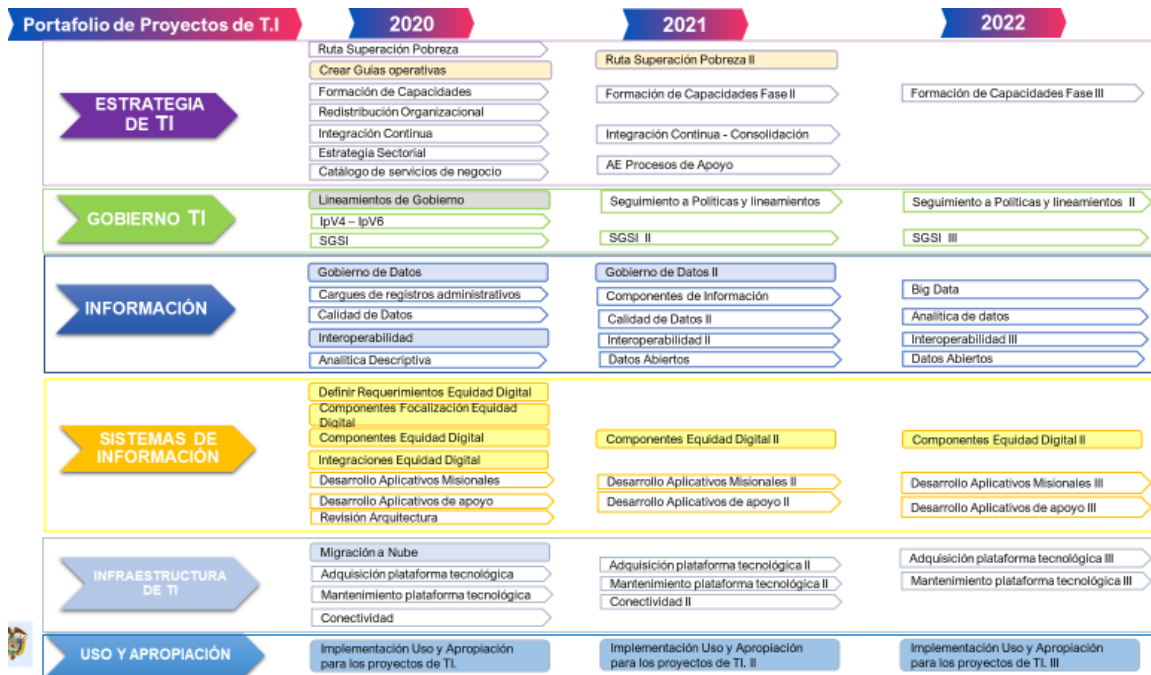 Portafolio de Proyectos de T.I
2020
2021
2022
ESTRATEGIA
DE TI
Ruta Superación Pobreza
Crear Guías operativas
Formación de Capacidades
Redistribución Organizacional
Integración Continua
Estrategia Sectorial
Catálogo de servicios de negocio
Ruta Superación Pobreza II
Formación de Capacidades Fase II
Integración Continua - Consolidación
AE Procesos de Apoyo
Formación de Capacidades Fase III
GOBIERNO TI
Lineamientos de Gobierno
IpV4 – IpV6
SGSI
Seguimiento a Políticas y lineamientos
SGSI II
Seguimiento a Políticas y lineamientos II
SGSI III
INFORMACIÓN
Gobierno de Datos
Cargues de registros administrativos
Calidad de Datos
Interoperabilidad
Analítica Descriptiva
Gobierno de Datos II
Componentes de Información
Calidad de Datos II
Interoperabilidad II
Datos Abiertos
Big Data
Analítica de datos
Interoperabilidad III
Datos Abiertos
SISTEMAS DE
INFORMACIÓN
Definir Requerimientos Equidad Digital
Componentes Focalización Equidad
Digital
Componentes Equidad Digital
Integraciones Equidad Digital
Desarrollo Aplicativos Misionales
Desarrollo Aplicativos de apoyo
Revisión Arquitectura
Componentes Equidad Digital II
Desarrollo Aplicativos Misionales II
Desarrollo Aplicativos de apoyo II
Componentes Equidad Digital II
Desarrollo Aplicativos Misionales III
Desarrollo Aplicativos de apoyo III
INFRAESTRUCTURA
DE TI
Migración a Nube
Adquisición plataforma tecnológica
Mantenimiento plataforma tecnológica
Conectividad
Adquisición plataforma tecnológica II
Mantenimiento plataforma tecnológica II
Conectividad II
Adquisición plataforma tecnológica III
Mantenimiento plataforma tecnológica III
USO Y APROPIACIÓN
Implementación Uso y Apropiación
para los proyectos de TI.
Implementación Uso y Apropiación
para los proyectos de TI. II
Implementación Uso y Apropiación
para los proyectos de TI. III